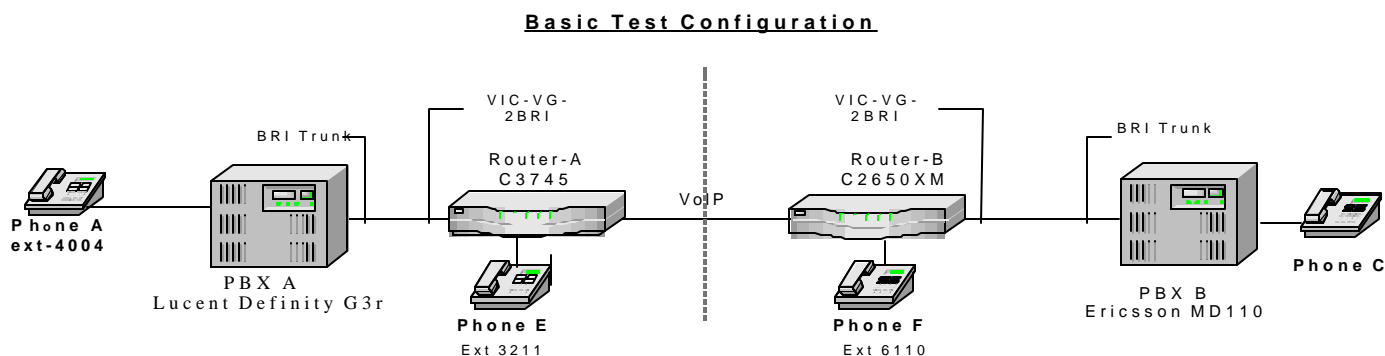 Basic Test Configuration
VIC-VG-
2BRI
VIC-VG-
2BRI
BRI Trunk
BRI Trunk
Router-A
C3745
Router-B
C2650XM
VoIP
Phone A
ext-4004
PBX A
Lucent Definity G3r
Phone E
Ext 3211
Phone F
Ext 6110
PBX B
Ericsson MD110
Phone C